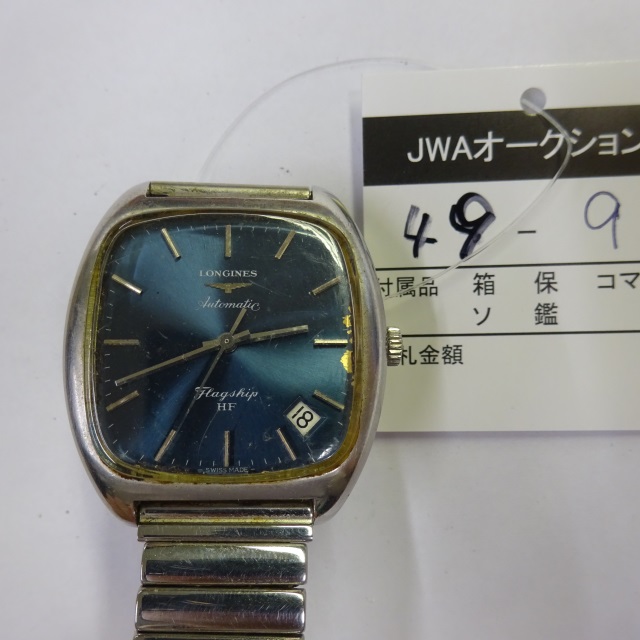 LONGINES
Automatic
Flagship
HF
18
SWISS MADE
JWAオークション
49 - 9
付属品 箱 保 コマ
ソ 鑑
札金額